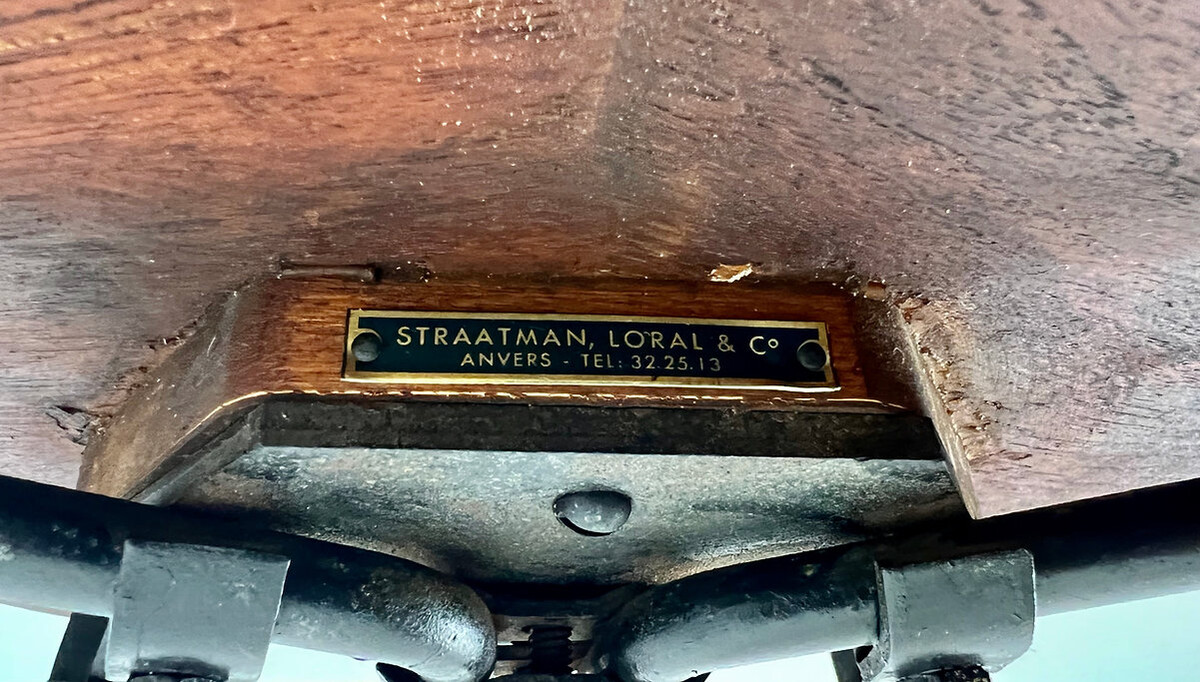 STRAATMAN, LORAL & Cº
ANVERS - TEL: 32.25.13